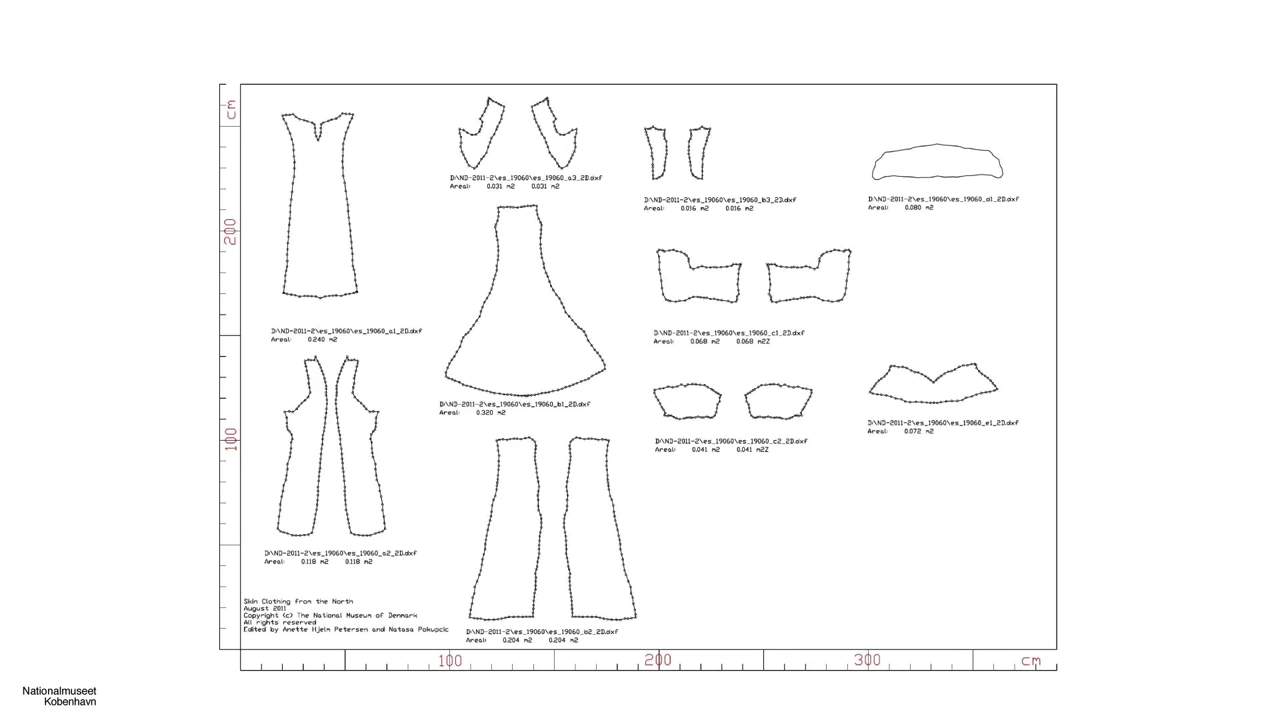 cm
D:\ND-2011-2\es_19060\es_19060_a3_2D.dxf
Areal: 0.031 m2 0.031 m2
D:\ND-2011-2\es_19060\es_19060_b3_2D.dxf
Areal: 0.016 m2 0.016 m2
D:\ND-2011-2\es_19060\es_19060_d1_2D.dxf
Areal: 0.080 m2
200
D:\ND-2011-2\es_19060\es_19060_a1_2D.dxf
Areal: 0.240 m2
D:\ND-2011-2\es_19060\es_19060_c1_2D.dxf
Areal: 0.068 m2 0.068 m2Z
D:\ND-2011-2\es_19060\es_19060_b1_2D.dxf
Areal: 0.320 m2
D:\ND-2011-2\es_19060\es_19060_e1_2D.dxf
Areal: 0.072 m2
100
D:\ND-2011-2\es_19060\es_19060_c2_2D.dxf
Areal: 0.041 m2 0.041 m2Z
D:\ND-2011-2\es_19060\es_19060_a2_2D.dxf
Areal: 0.118 m2 0.118 m2
Skin Clothing from the North
August 2011
Copyright (c) The National Museum of Denmark
All rights reserved
Edited by Anette Hjelm Petersen and Natasa Pokupcic
D:\ND-2011-2\es_19060\es_19060_b2_2D.dxf
Areal: 0.204 m2 0.204 m2
100 200 300 cm
Nationalmuseet
Kobenhavn